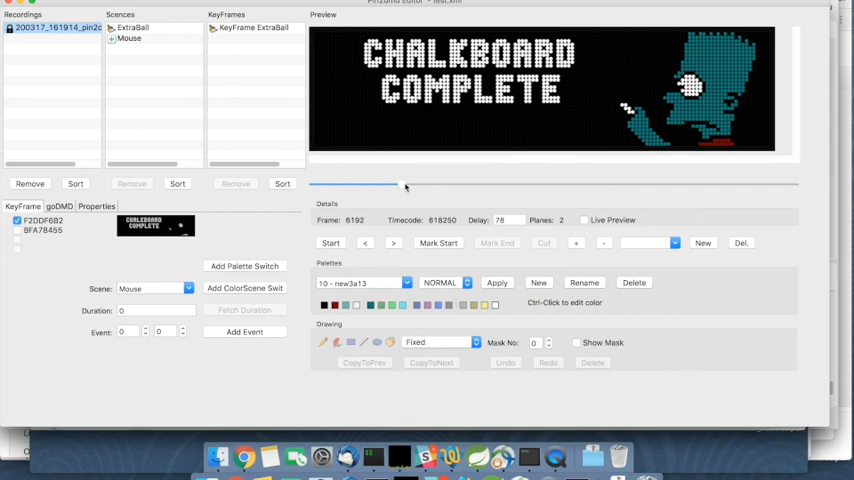 Pin2dmd Editor - test.xml
Recordings
Scences
KeyFrames
Preview
200317_161914_pin2d
ExtraBall
KeyFrame ExtraBall
Mouse
CHALKBOARD
COMPLETE
Remove
Sort
Remove
Sort
Remove
Sort
KeyFrame
goDMD
Properties
Details
F2DDF6B2
BFA78455
CHALKBOARD
COMPLETE
Frame: 6192
Timecode: 618250
Delay: 78
Planes: 2
Live Preview
Start
<
>
Mark Start
Mark End
Cut
+
-
New
Del.
Add Palette Switch
Palettes
Scene: Mouse
Add ColorScene Swit
10 - new3a13
NORMAL
Apply
New
Rename
Delete
Duration: 0
Fetch Duration
Ctrl-Click to edit color
Event: 0
0
Add Event
Drawing
Fixed
Mask No: 0
Show Mask
CopyToPrev
CopyToNext
Undo
Redo
Delete